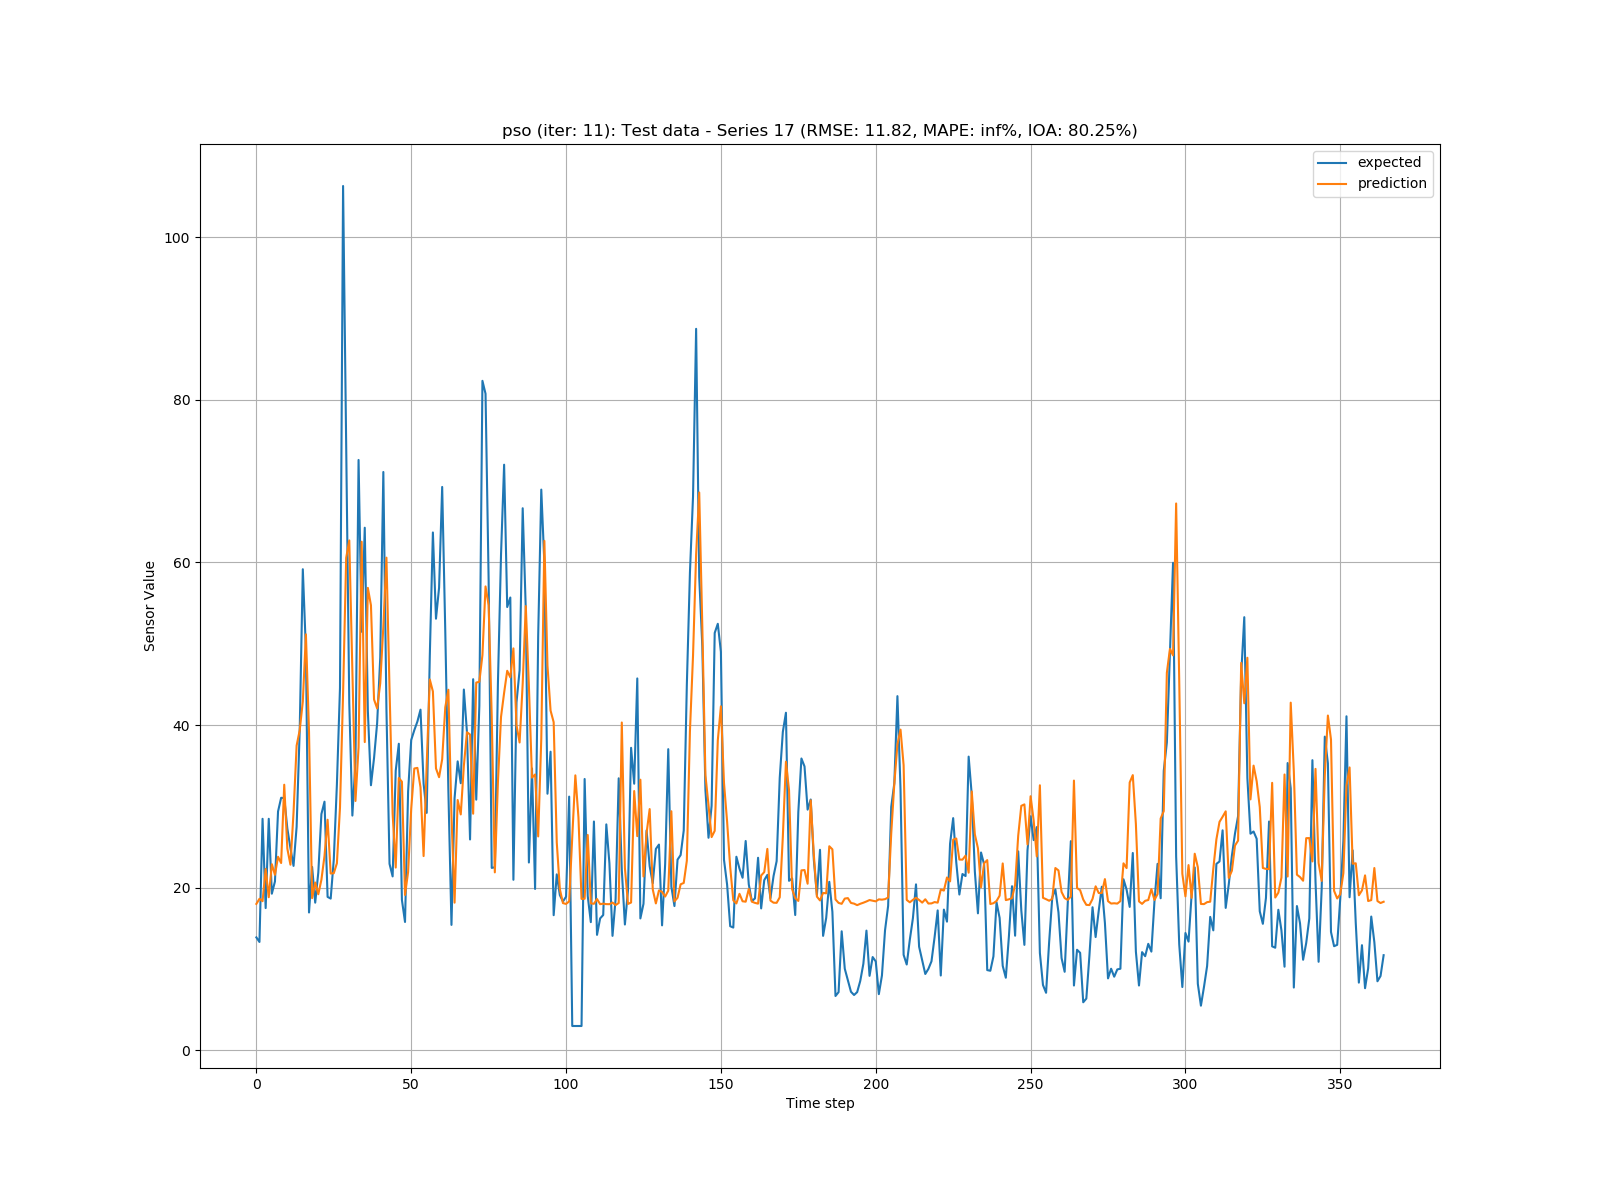 pso (iter: 11): Test data - Series 17 (RMSE: 11.82, MAPE: inf%, IOA: 80.25%)
expected
prediction
100
80
60
40
20
0
Sensor Value
0 50 100 150 200 250 300 350
Time step